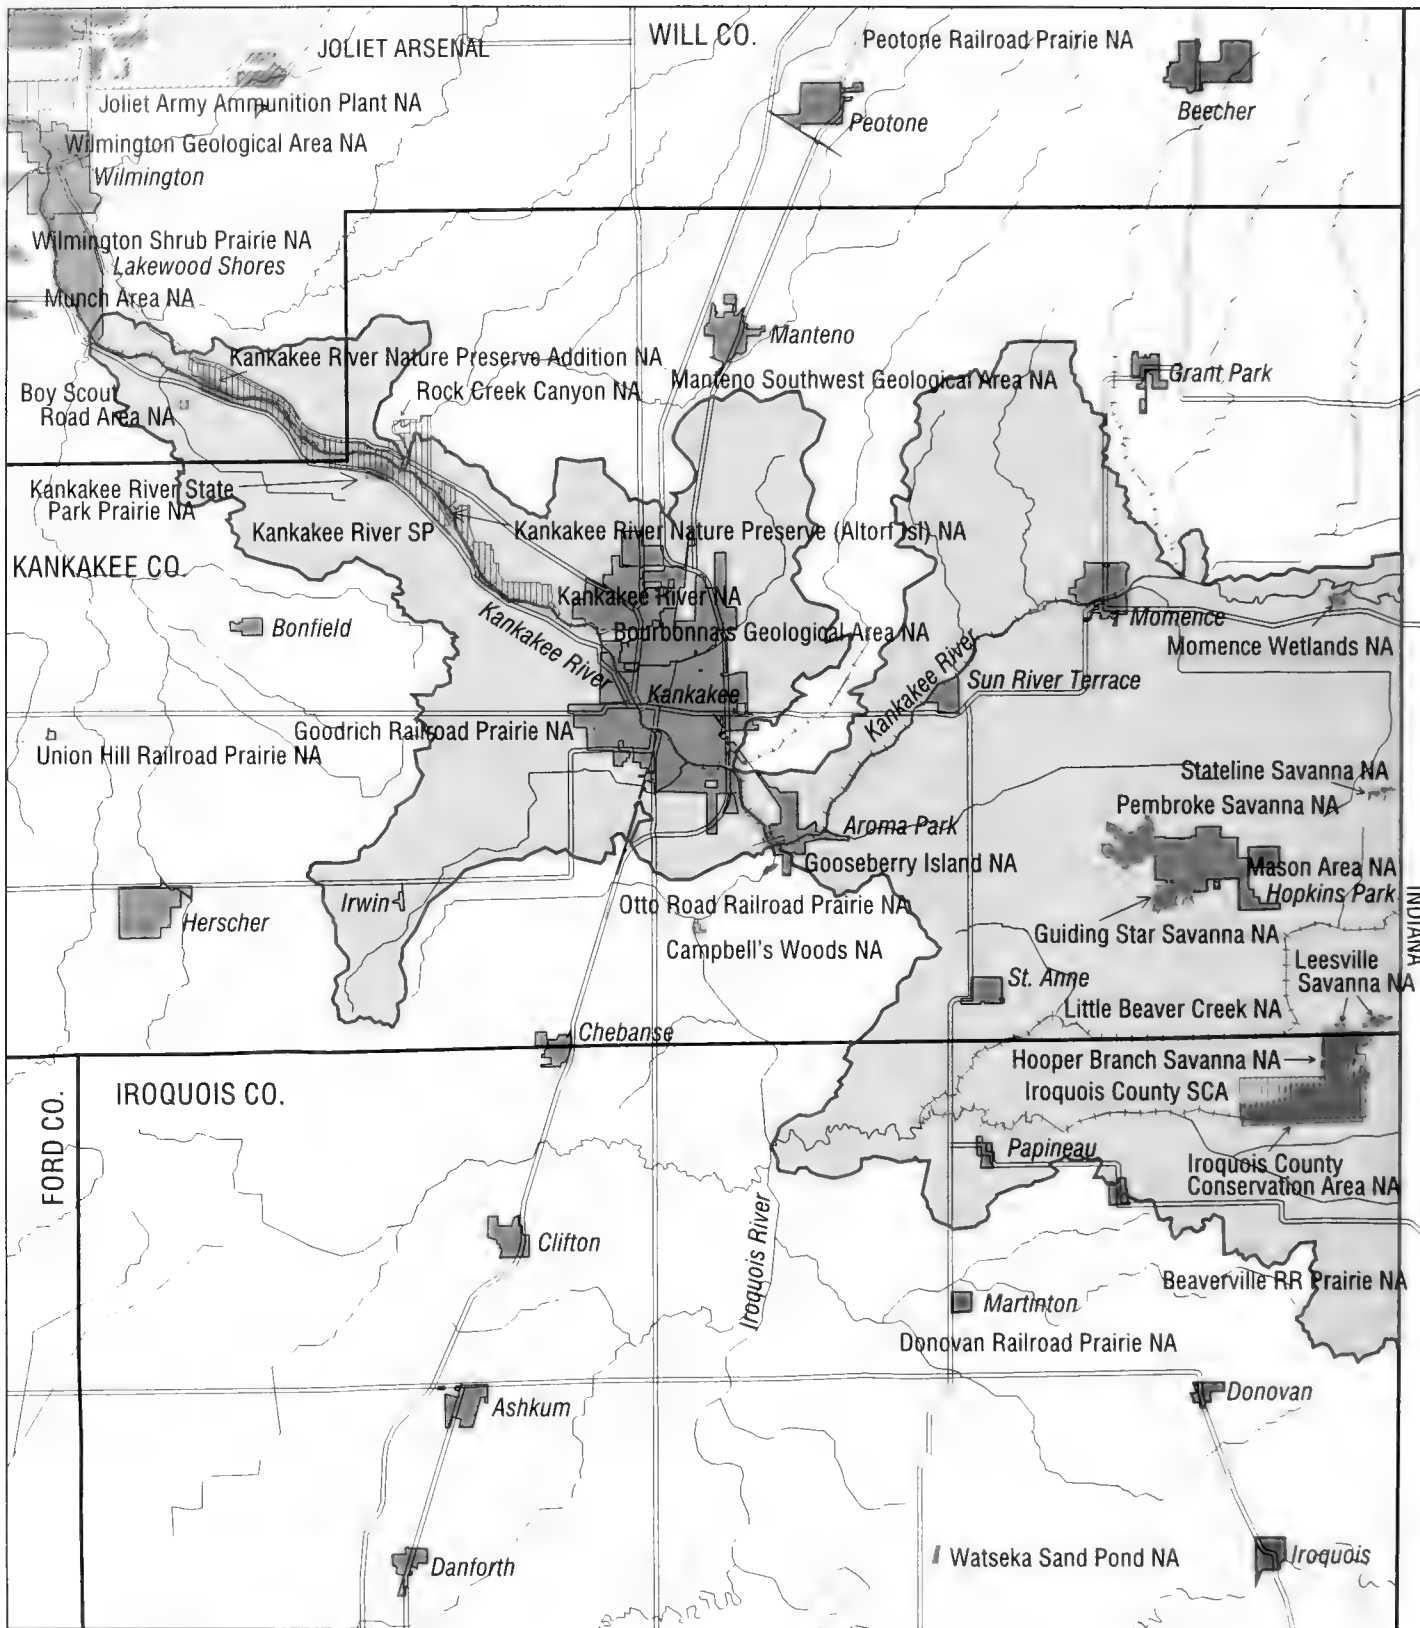 JOLIET ARSENAL
WILL CO.
Peotone Railroad Prairie NA
Joliet Army Ammunition Plant NA
Peotone
Beecher
Wilmington Geological Area NA
Wilmington
Wilmington Shrub Prairie NA
Lakewood Shores
Munch Area NA
Manteno
Kankakee River Nature Preserve Addition NA
Rock Creek Canyon NA
Manteno Southwest Geological Area NA
Grant Park
Boy Scout
Road Area NA
Kankakee River State
Park Prairie NA
Kankakee River SP
Kankakee River Nature Preserve (Altorf Isl) NA
KANKAKEE CO.
Kankakee River NA
Kankakee River
Bonfield
Bourbonnais Geological Area NA
Momence
Momence Wetlands NA
Kankakee River
Sun River Terrace
Kankakee
Goodrich Railroad Prairie NA
Union Hill Railroad Prairie NA
Stateline Savanna NA
Pembroke Savanna NA
Aroma Park
Gooseberry Island NA
Mason Area NA
Hopkins Park
Irwin
Herscher
Otto Road Railroad Prairie NA
Campbell's Woods NA
Guiding Star Savanna NA
INDIANA
Leesville
Savanna NA
St. Anne
Little Beaver Creek NA
Chebanse
Hooper Branch Savanna NA
Iroquois County SCA
FORD CO.
IROQUOIS CO.
Papineau
Iroquois County
Conservation Area NA
Iroquois River
Clifton
Beaverville RR Prairie NA
Martinton
Donovan Railroad Prairie NA
Ashkum
Donovan
Danforth
Watseka Sand Pond NA
Iroquois